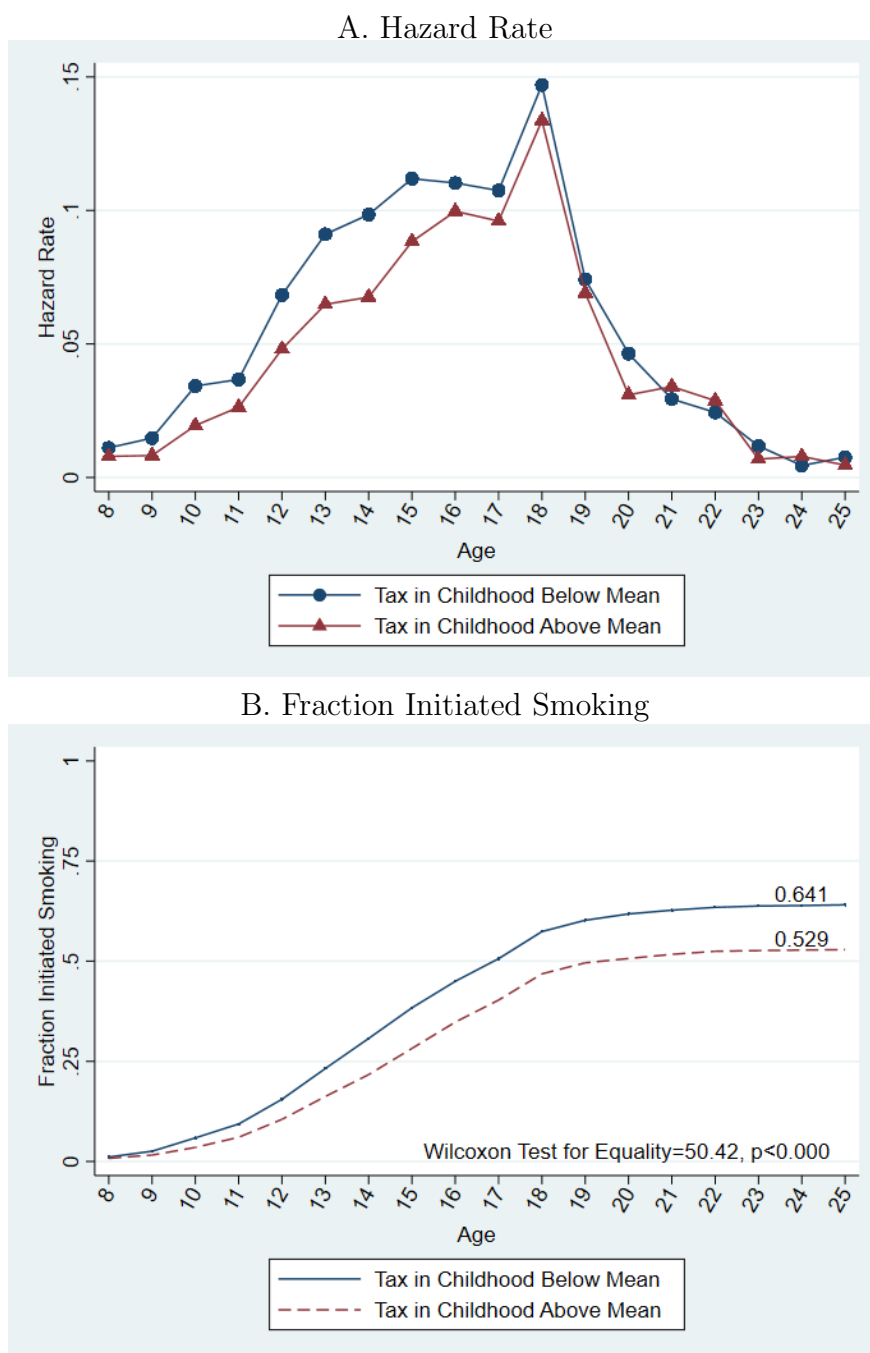 A. Hazard Rate
.15
.1
.05
0
Hazard Rate
8 9 10 11 12 13 14 15 16 17 18 19 20 21 22 23 24 25
Age
Tax in Childhood Below Mean
Tax in Childhood Above Mean
B. Fraction Initiated Smoking
1
.75
.5
.25
0
Fraction Initiated Smoking
0.641
0.529
Wilcoxon Test for Equality=50.42, p<0.000
8 9 10 11 12 13 14 15 16 17 18 19 20 21 22 23 24 25
Age
Tax in Childhood Below Mean
Tax in Childhood Above Mean